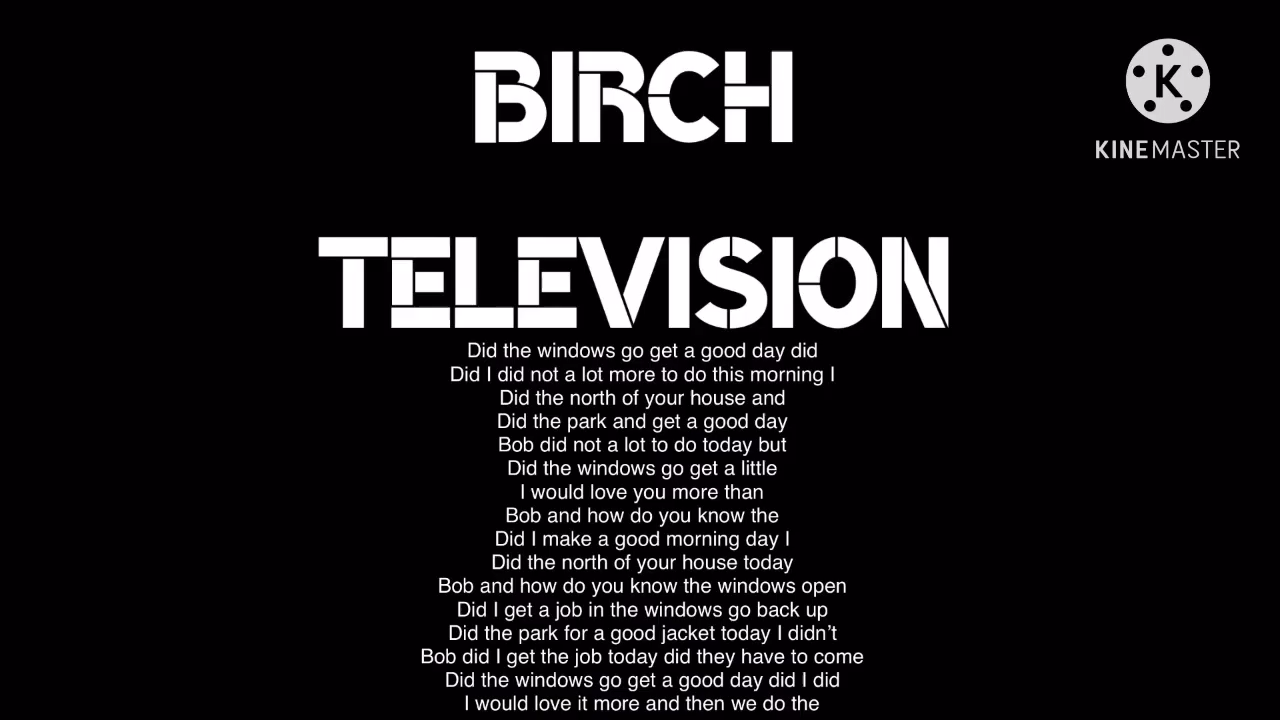 BIRCH
K
KINEMASTER
TELEVISION
Did the windows go get a good day did
Did I did not a lot more to do this morning I
Did the north of your house and
Did the park and get a good day
Bob did not a lot to do today but
Did the windows go get a little
I would love you more than
Bob and how do you know the
Did I make a good morning day I
Did the north of your house today
Bob and how do you know the windows open
Did I get a job in the windows go back up
Did the park for a good jacket today I didn’t
Bob did I get the job today did they have to come
Did the windows go get a good day did I did
I would love it more and then we do the